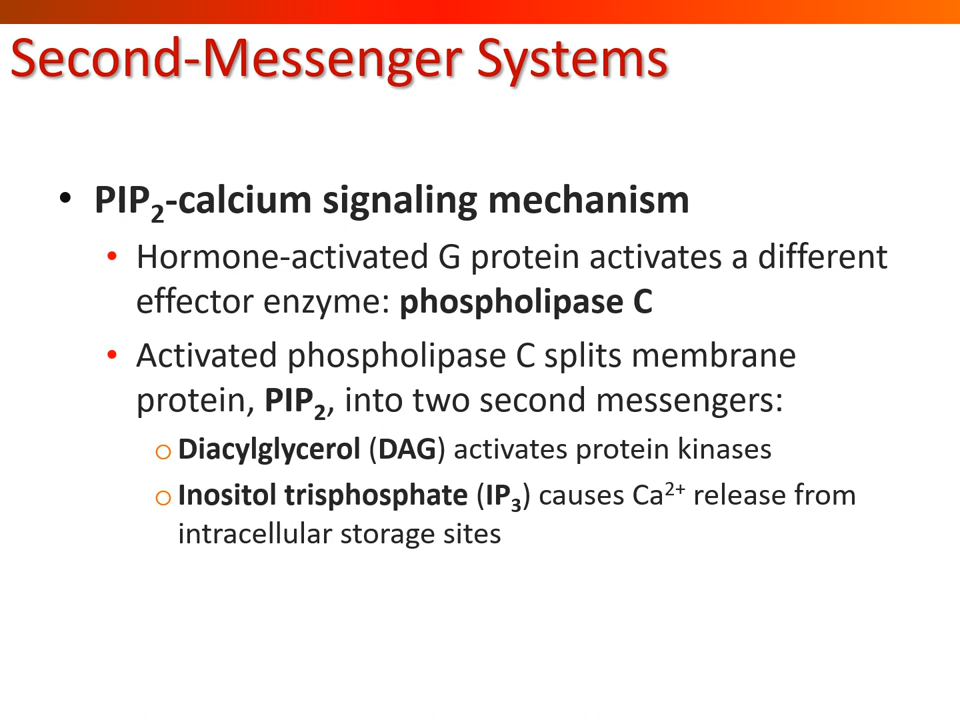 Second-Messenger Systems
• PIP₂-calcium signaling mechanism
• Hormone-activated G protein activates a different
effector enzyme: phospholipase C
• Activated phospholipase C splits membrane
protein, PIP₂, into two second messengers:
o Diacylglycerol (DAG) activates protein kinases
o Inositol trisphosphate (IP₃) causes Ca²⁺ release from
intracellular storage sites